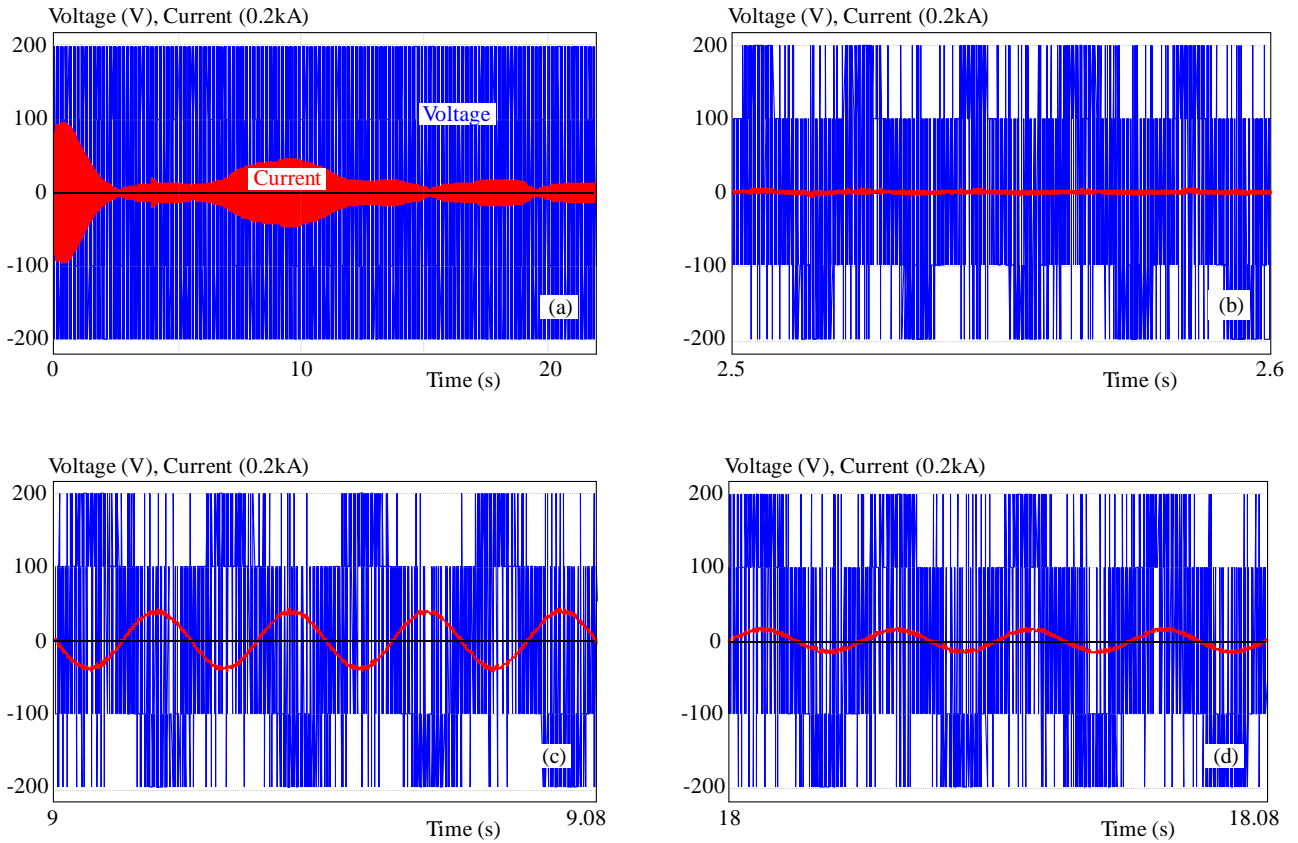 Voltage (V), Current (0.2kA)
200
100
0
-100
-200
Voltage
Current
(a)
0
10
20
Time (s)
Voltage (V), Current (0.2kA)
200
100
0
-100
-200
(b)
2.5
2.6
Time (s)
Voltage (V), Current (0.2kA)
200
100
0
-100
-200
(c)
9
9.08
Time (s)
Voltage (V), Current (0.2kA)
200
100
0
-100
-200
(d)
18
18.08
Time (s)